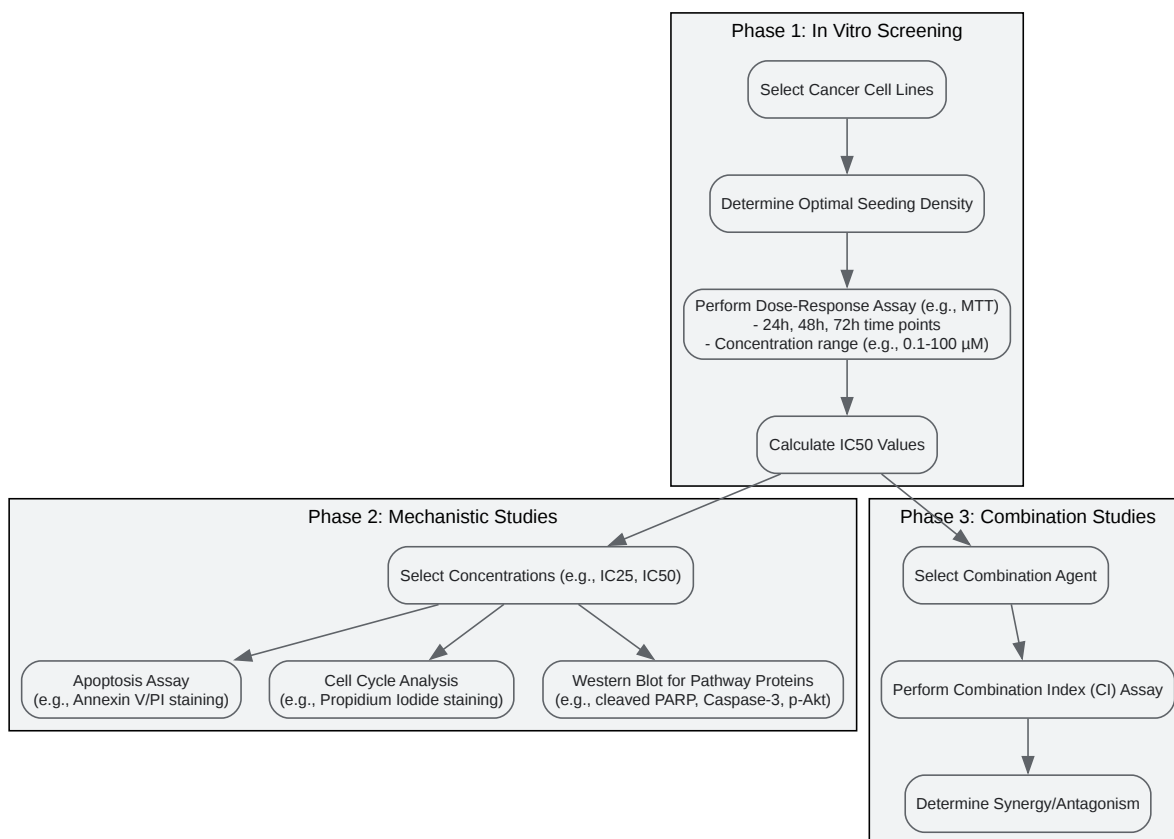 Phase 1: In Vitro Screening
Select Cancer Cell Lines
Determine Optimal Seeding Density
Perform Dose-Response Assay (e.g., MTT)
- 24h, 48h, 72h time points
- Concentration range (e.g., 0.1-100 µM)
Calculate IC50 Values
Phase 2: Mechanistic Studies
Select Concentrations (e.g., IC25, IC50)
Apoptosis Assay
(e.g., Annexin V/PI staining)
Cell Cycle Analysis
(e.g., Propidium Iodide staining)
Western Blot for Pathway Proteins
(e.g., cleaved PARP, Caspase-3, p-Akt)
Phase 3: Combination Studies
Select Combination Agent
Perform Combination Index (CI) Assay
Determine Synergy/Antagonism